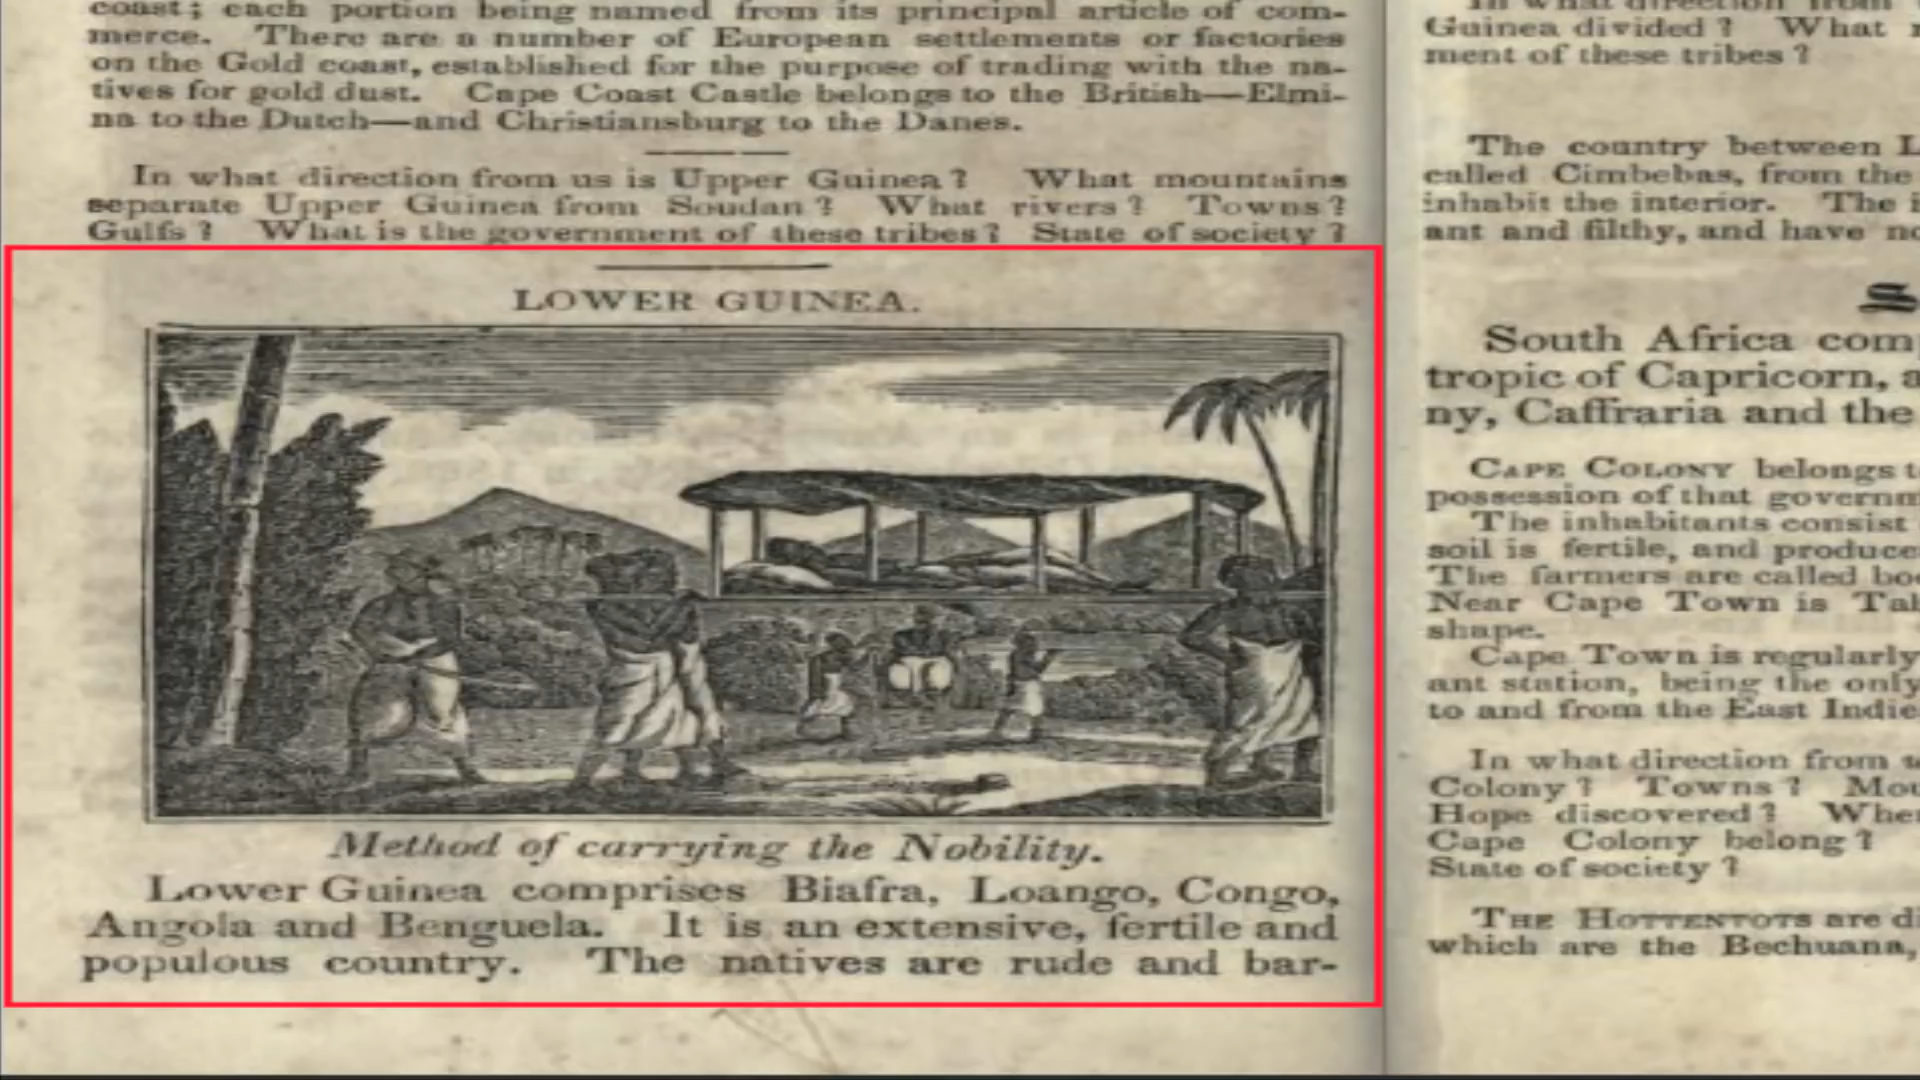 coast; each portion being named from its principal article of com-
merce. There are a number of European settlements or factories
on the Gold coast, established for the purpose of trading with the na-
tives for gold dust. Cape Coast Castle belongs to the British—Elmi-
na to the Dutch—and Christiansburg to the Danes.
In what direction from us is Upper Guinea? What mountains
separate Upper Guinea from Soudan? What rivers? Towns?
Gulfs? What is the government of these tribes? State of society?
LOWER GUINEA.
Method of carrying the Nobility.
Lower Guinea comprises Biafra, Loango, Congo,
Angola and Benguela. It is an extensive, fertile and
populous country. The natives are rude and bar-
In what direction from
Guinea divided? What
ment of these tribes?
The country between
called Cimbebas, from the
inhabit the interior. The
ant and filthy, and have
South Africa com
tropic of Capricorn,
ny, Caffraria and the
CAPE COLONY belongs
possession of that governm
The inhabitants consist
soil is fertile, and produce
The farmers are called bo
Near Cape Town is Ta
shape.
Cape Town is regularly
ant station, being the only
to and from the East Indie
In what direction from
Colony? Towns? Mou
Hope discovered? Whe
Cape Colony belong?
State of society?
THE HOTTENTOTS are di
which are the Bechuana,